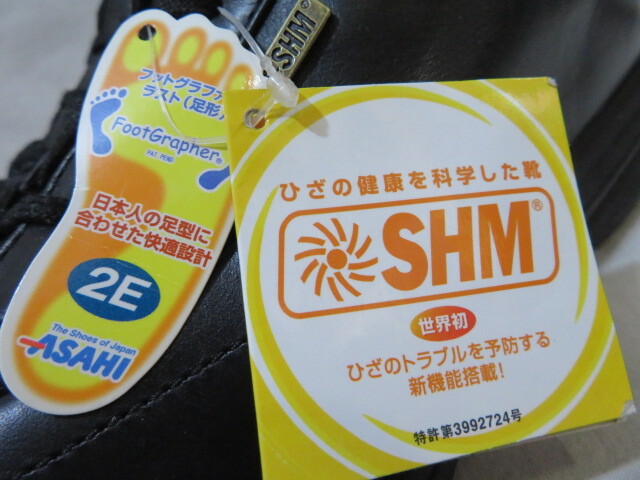 フットグラファ
ラスト(足形)
FootGrapher®
PAT. PEND.
日本人の足型に
合わせた快適設計
2E
The Shoes of Japan
ASAHI
SHM
ひざの健康を科学した靴
SHM®
世界初
ひざのトラブルを予防する
新機能搭載!
特許第3992724号